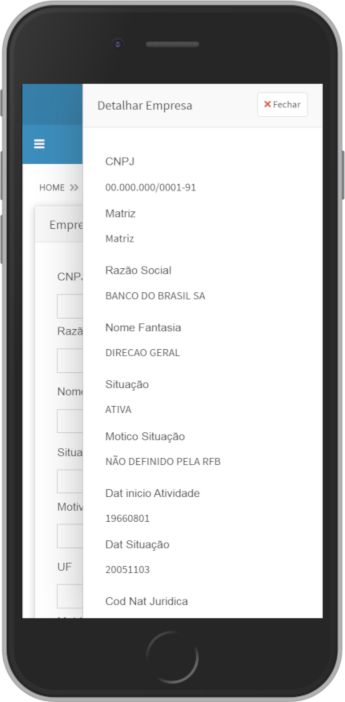 Detalhar Empresa
✕ Fechar
HOME »
Empre
CNPJ
00.000.000/0001-91
Matriz
Matriz
Razão Social
BANCO DO BRASIL SA
Nome Fantasia
DIRECAO GERAL
Situação
ATIVA
Motico Situação
NÃO DEFINIDO PELA RFB
Dat inicio Atividade
19660801
Dat Situação
20051103
Cod Nat Juridica
CNPJ
Razã
Nom
Situa
Motiv
UF